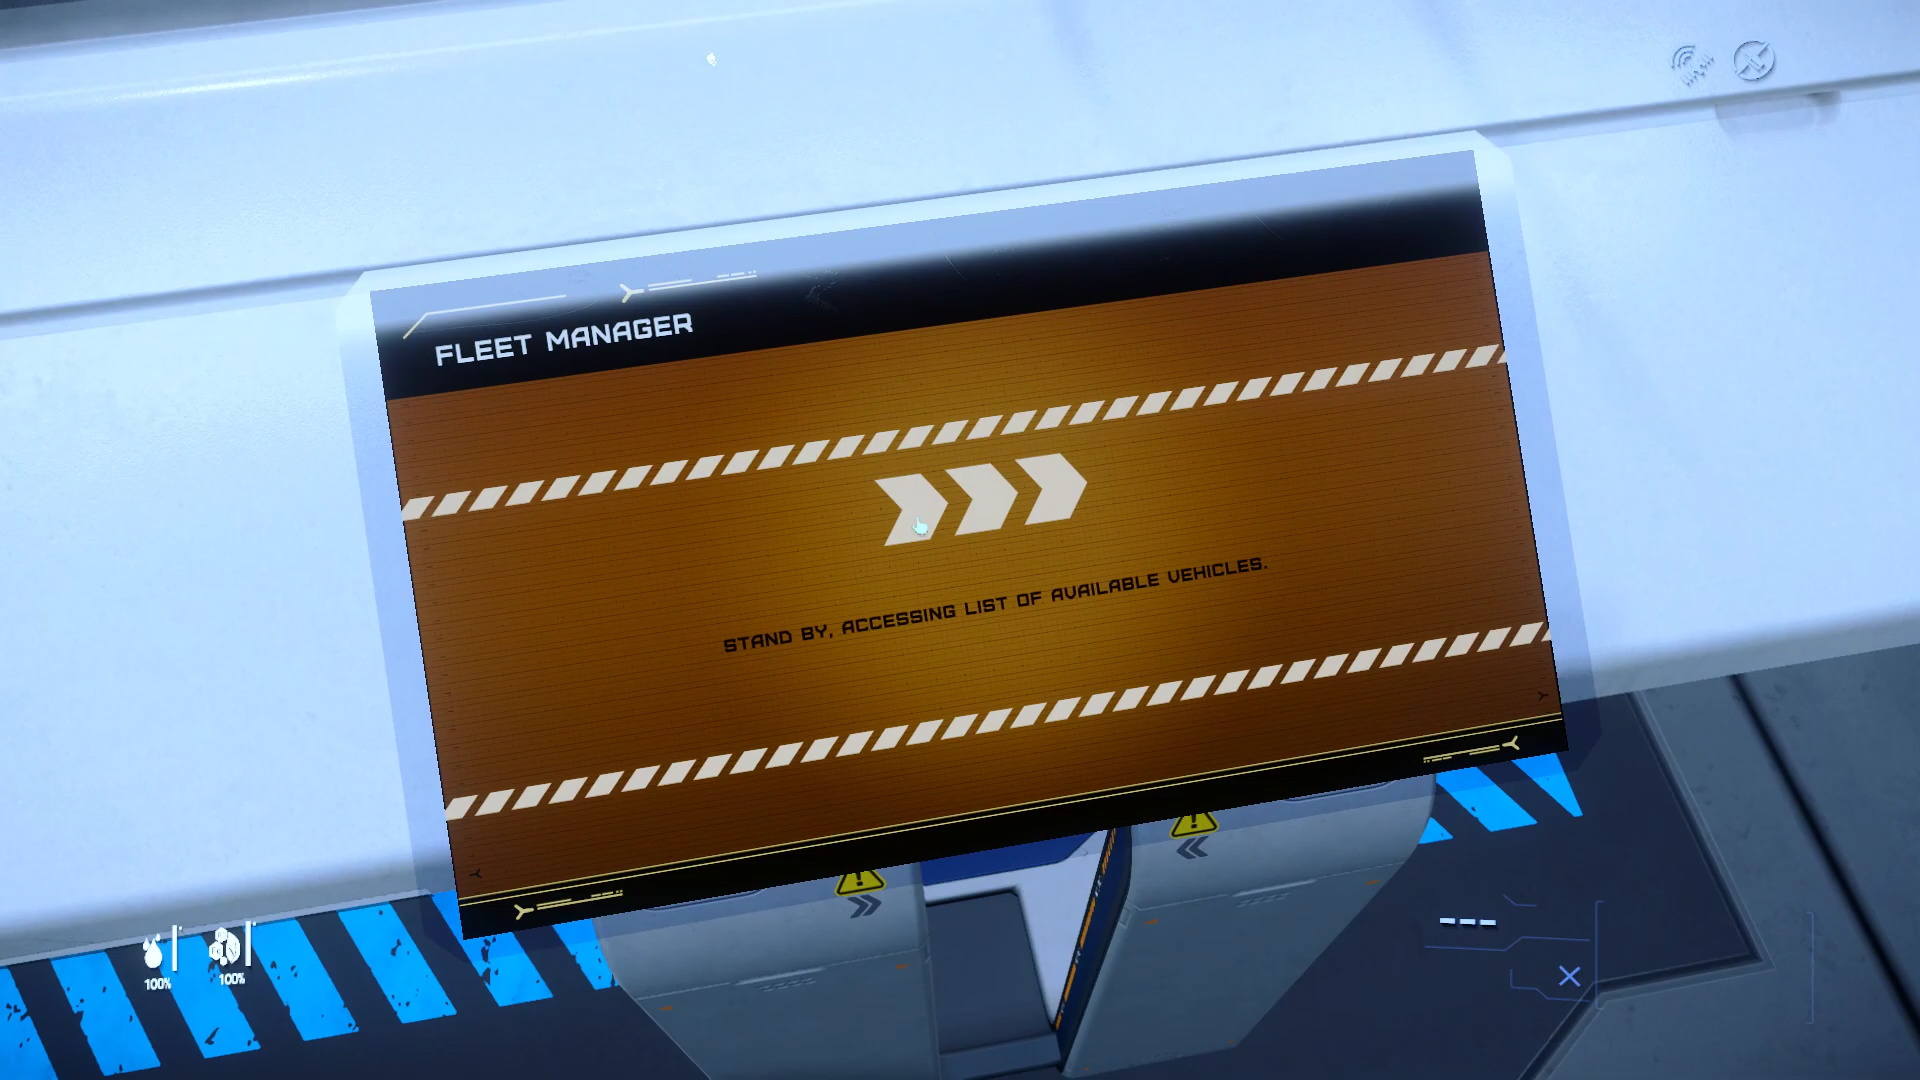 FLEET MANAGER
STAND BY, ACCESSING LIST OF AVAILABLE VEHICLES.
100%
100%